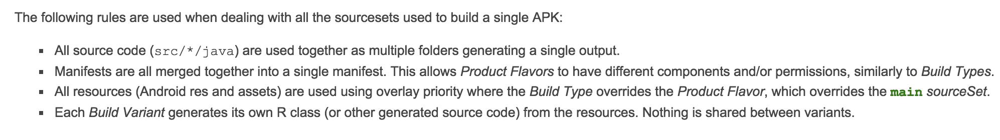 The following rules are used when dealing with all the sourcesets used to build a single APK:
▪ All source code (src/*/java) are used together as multiple folders generating a single output.
▪ Manifests are all merged together into a single manifest. This allows Product Flavors to have different components and/or permissions, similarly to Build Types.
▪ All resources (Android res and assets) are used using overlay priority where the Build Type overrides the Product Flavor, which overrides the main sourceSet.
▪ Each Build Variant generates its own R class (or other generated source code) from the resources. Nothing is shared between variants.